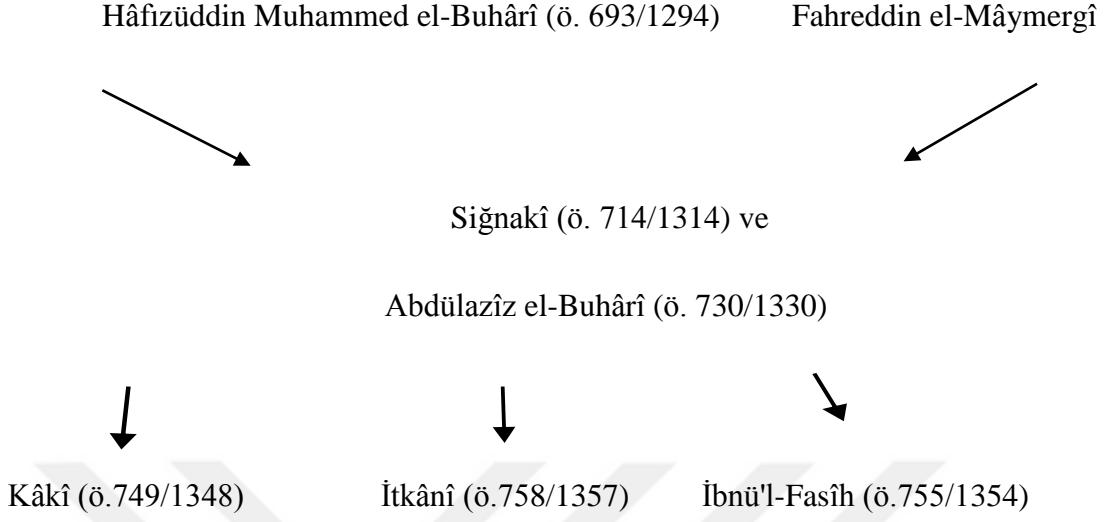 Hâfızüddin Muhammed el-Buhârî (ö. 693/1294) Fahreddin el-Mâymergî
Siğnakî (ö. 714/1314) ve
Abdülazîz el-Buhârî (ö. 730/1330)
Kâkî (ö.749/1348) İtkânî (ö.758/1357) İbnü'l-Fasîh (ö.755/1354)